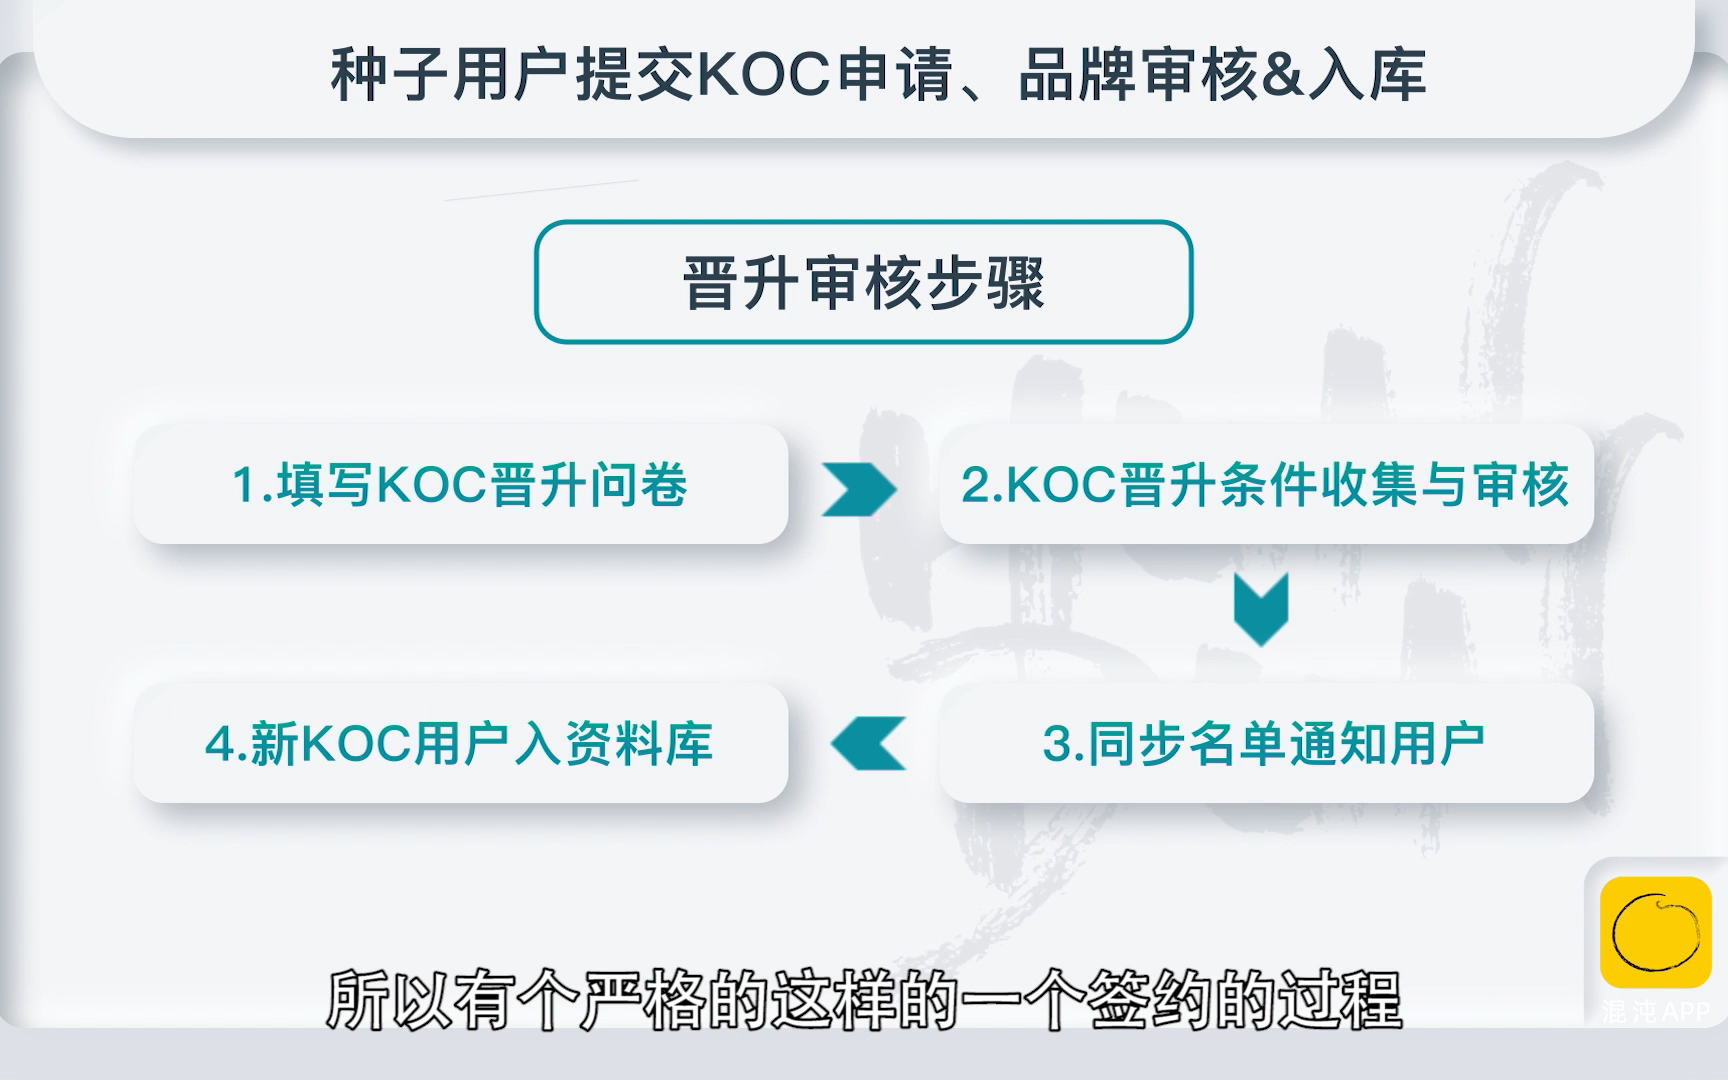 种子用户提交KOC申请、品牌审核&入库
晋升审核步骤
1.填写KOC晋升问卷
2.KOC晋升条件收集与审核
3.同步名单通知用户
4.新KOC用户入资料库
所以有个严格的这样的一个签约的过程
混沌APP